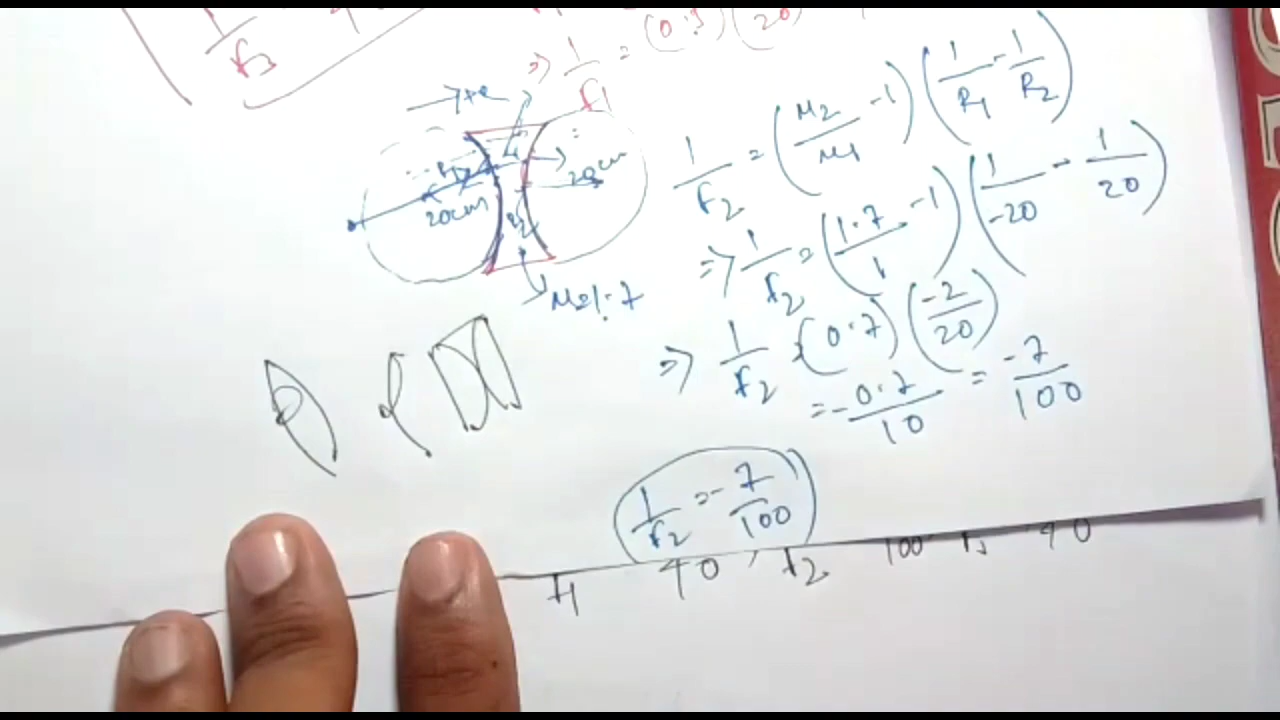 1/f3
=> 1/f1 = (0.5)(20)
→ +ve
20cm
20cm
μ=1.7
1/f2 = (μ2/μ1 - 1)(1/R1 - 1/R2)
=> 1/f2 = (1.7/1 - 1)(1/-20 - 1/20)
=> 1/f2 = (0.7)(-2/20)
= -0.7/10 = -7/100
1/f2 = -7/100
f1 40, f2 100 40